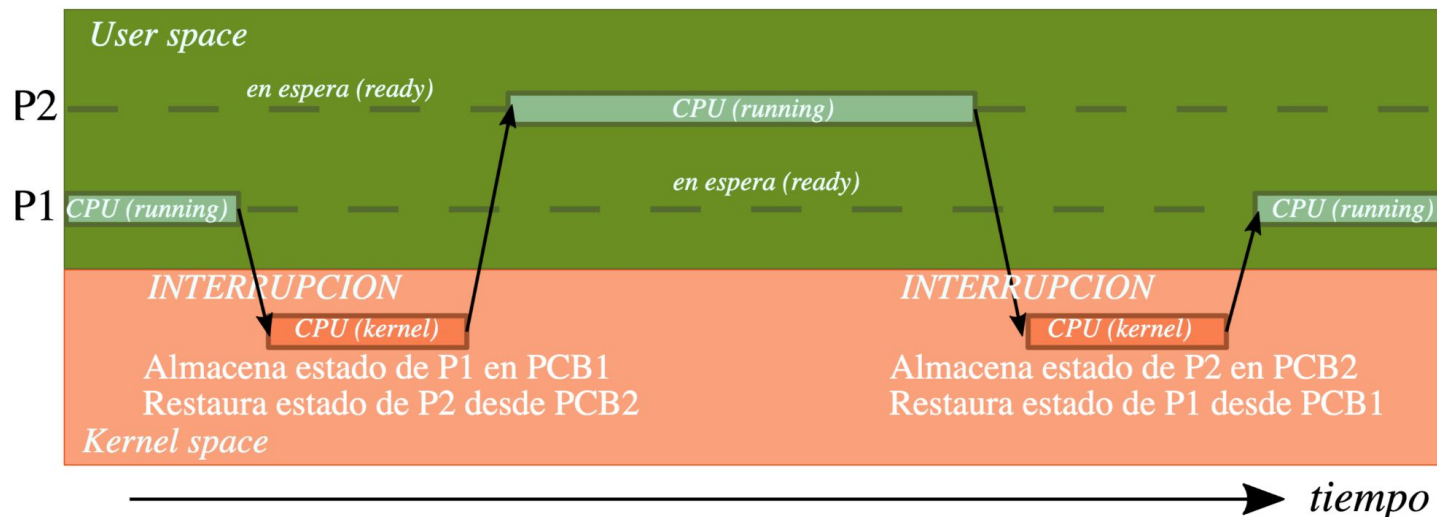 User space
en espera (ready)
P2
CPU (running)
en espera (ready)
P1
CPU (running)
CPU (running)
INTERRUPCION
INTERRUPCION
CPU (kernel)
CPU (kernel)
Almacena estado de P1 en PCB1
Restaura estado de P2 desde PCB2
Almacena estado de P2 en PCB2
Restaura estado de P1 desde PCB1
Kernel space
tiempo